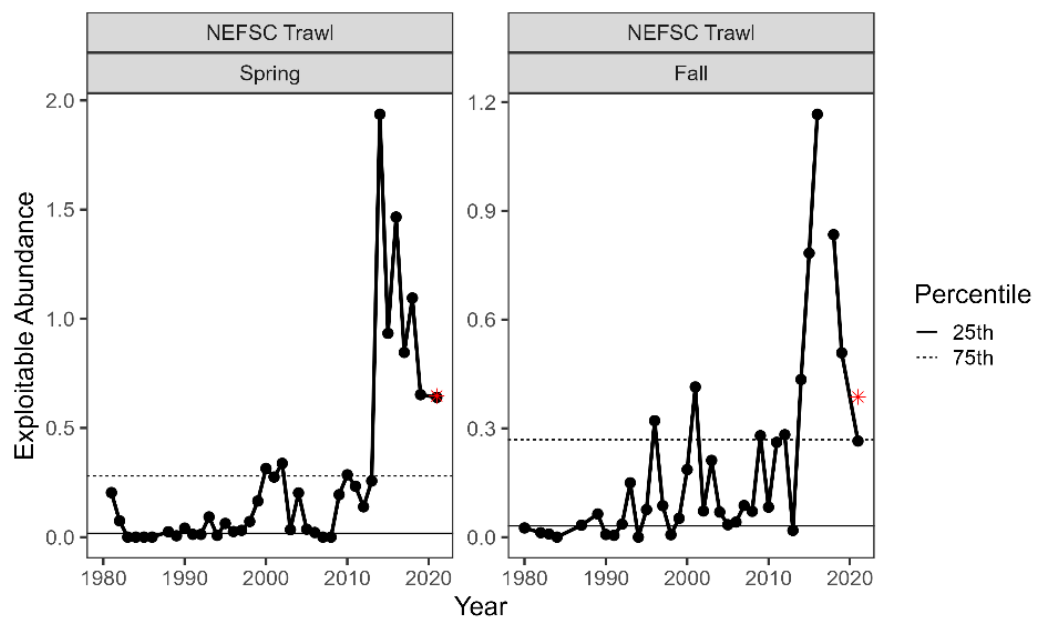 NEFSC Trawl
Spring
2.0
1.5
1.0
0.5
0.0
1980
1990
2000
2010
2020
NEFSC Trawl
Fall
1.2
0.9
0.6
0.3
0.0
1980
1990
2000
2010
2020
Exploitable Abundance
Year
Percentile
25th
75th